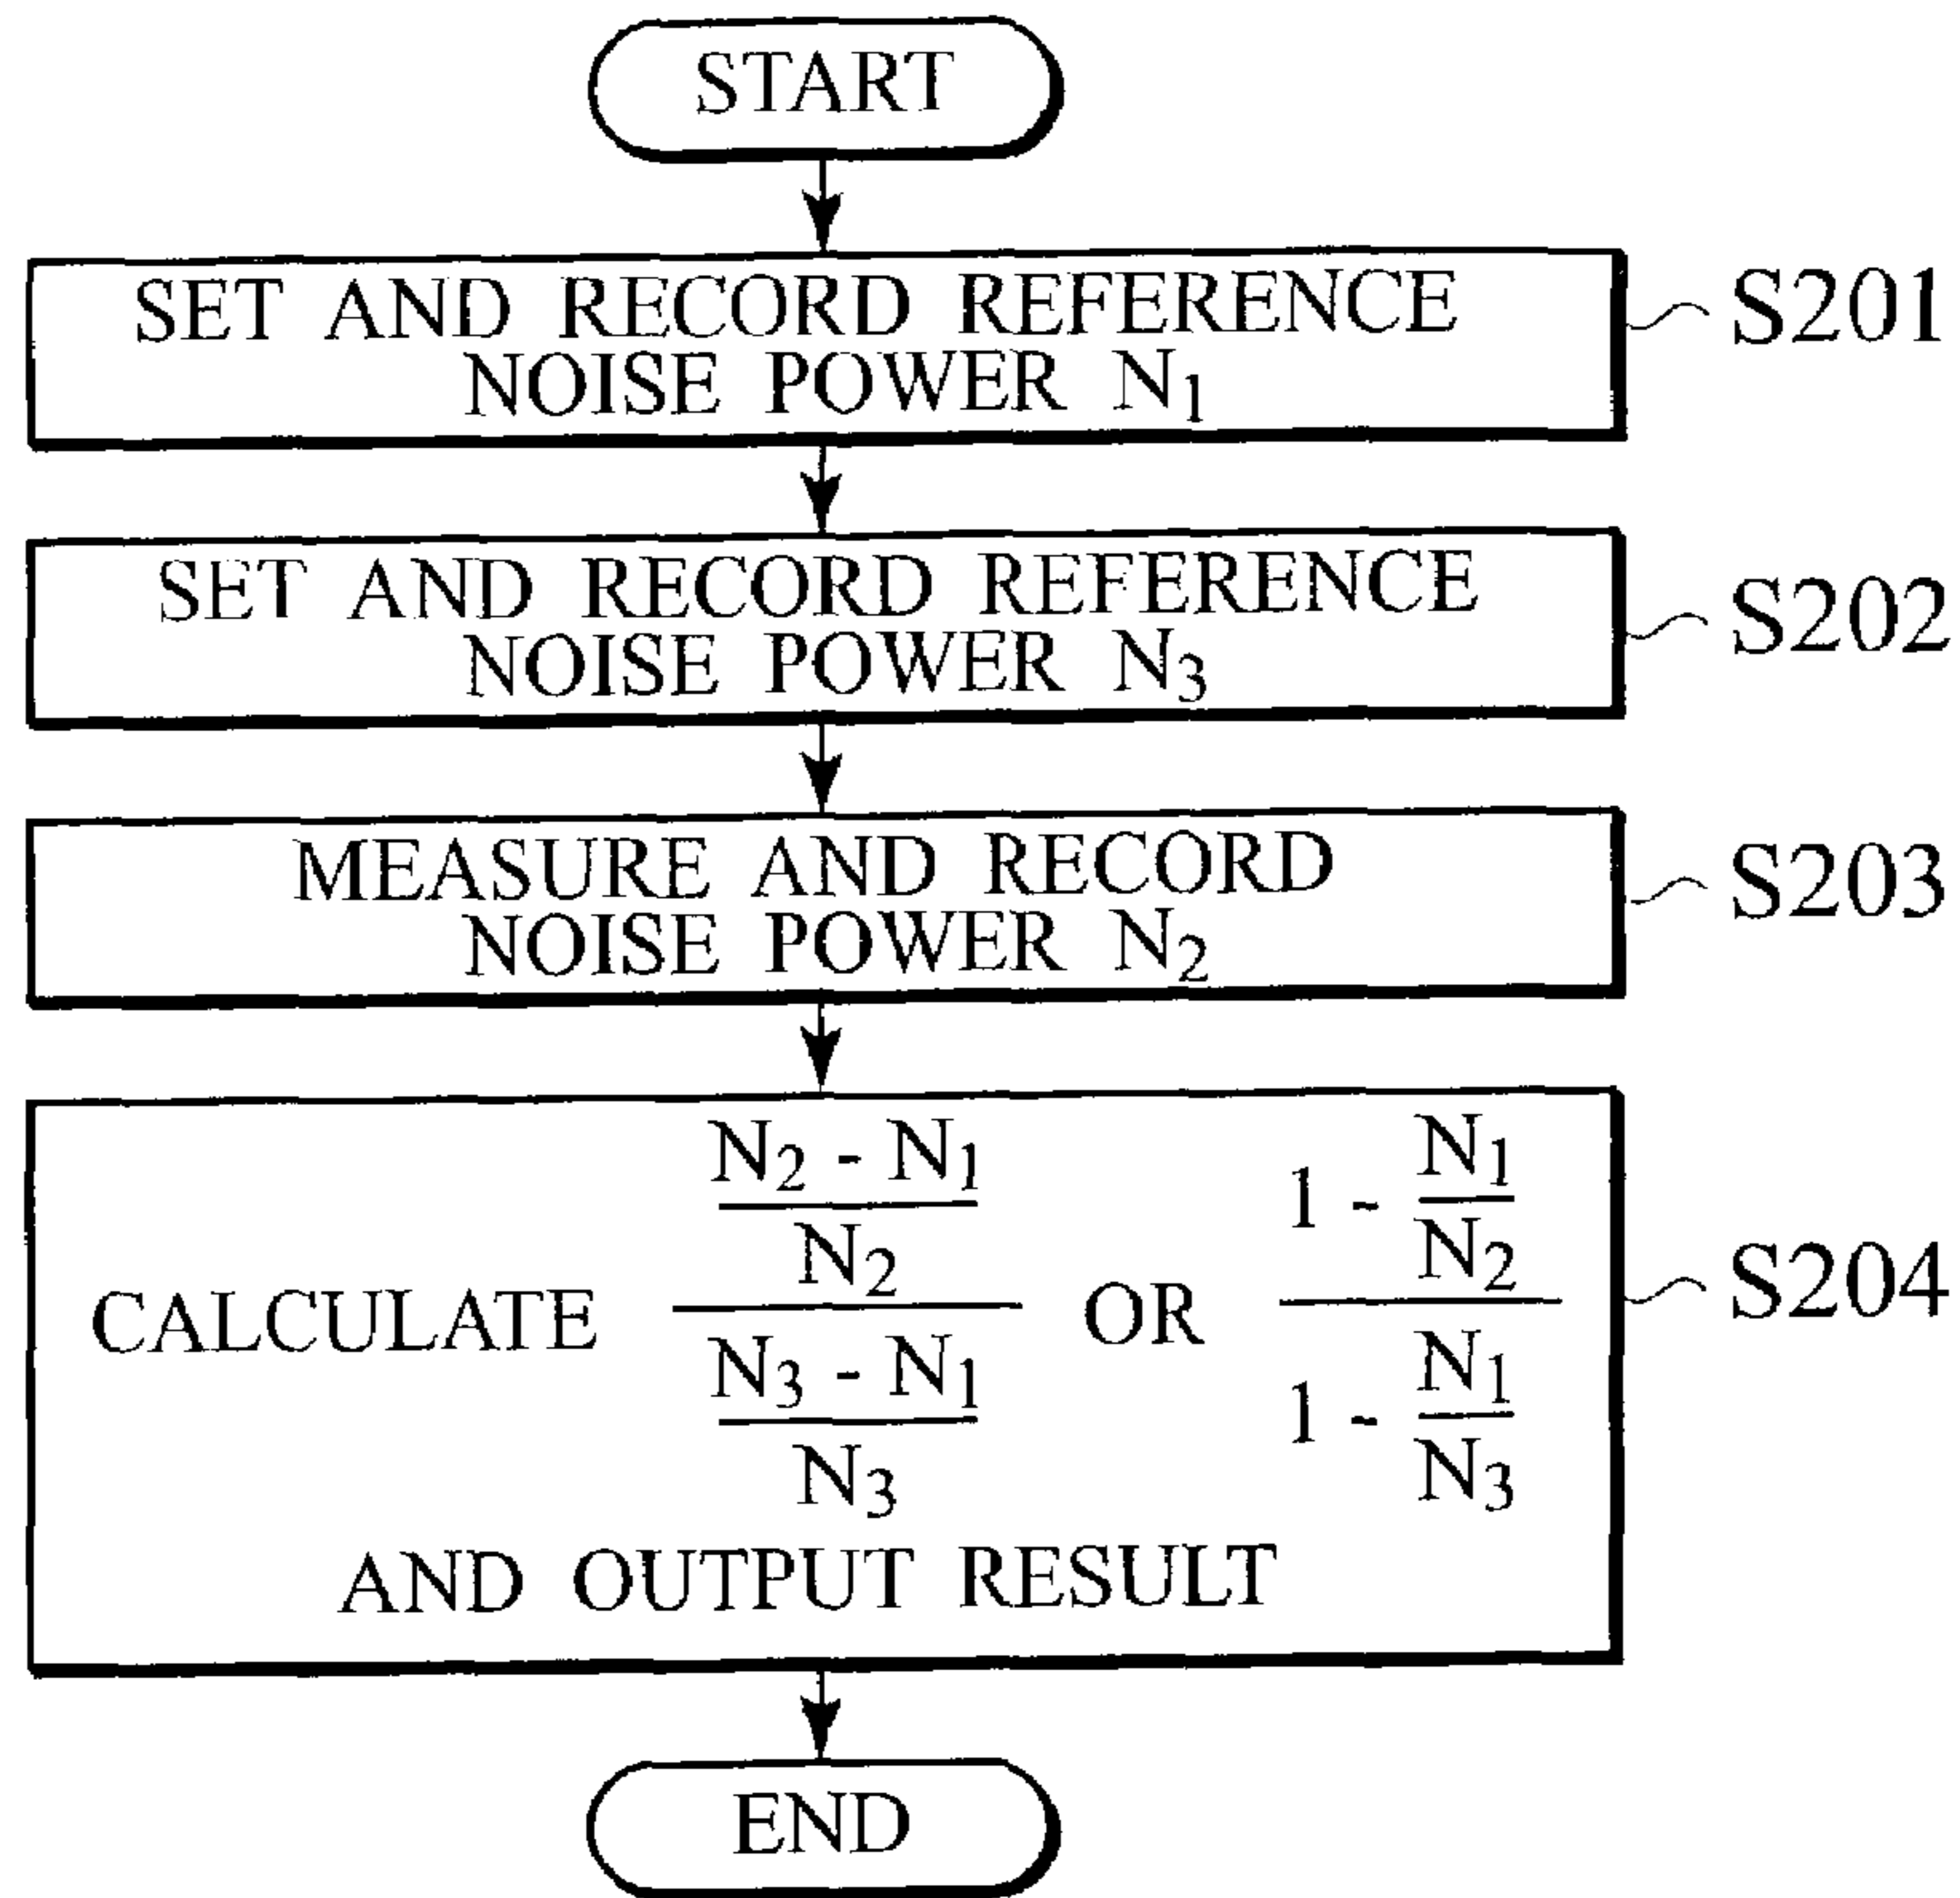 START
SET AND RECORD REFERENCE
NOISE POWER N₁
S201
SET AND RECORD REFERENCE
NOISE POWER N₃
S202
MEASURE AND RECORD
NOISE POWER N₂
S203
CALCULATE
N₂ - N₁
N₂
N₃ - N₁
N₃
OR
1 - N₁
N₂
1 - N₁
N₃
AND OUTPUT RESULT
S204
END